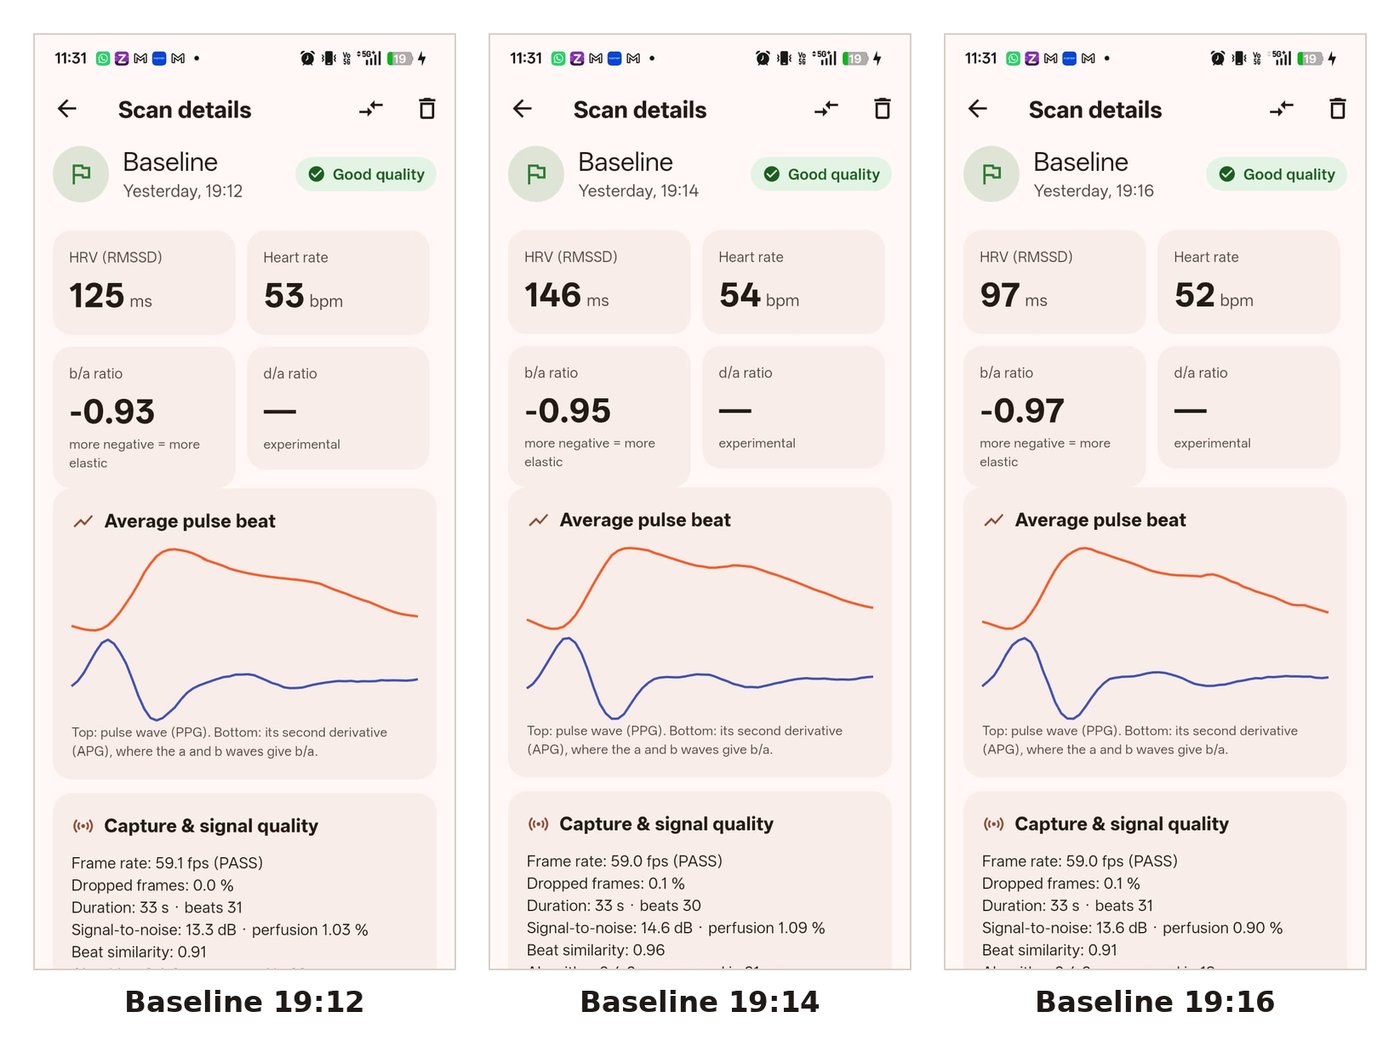 11:31
19
Scan details
Baseline
Yesterday, 19:12
Good quality
HRV (RMSSD)
125 ms
Heart rate
53 bpm
b/a ratio
-0.93
more negative = more
elastic
d/a ratio
—
experimental
Average pulse beat
Top: pulse wave (PPG). Bottom: its second derivative
(APG), where the a and b waves give b/a.
Capture & signal quality
Frame rate: 59.1 fps (PASS)
Dropped frames: 0.0 %
Duration: 33 s · beats 31
Signal-to-noise: 13.3 dB · perfusion 1.03 %
Beat similarity: 0.91
Baseline 19:12
11:31
19
Scan details
Baseline
Yesterday, 19:14
Good quality
HRV (RMSSD)
146 ms
Heart rate
54 bpm
b/a ratio
-0.95
more negative = more
elastic
d/a ratio
—
experimental
Average pulse beat
Top: pulse wave (PPG). Bottom: its second derivative
(APG), where the a and b waves give b/a.
Capture & signal quality
Frame rate: 59.0 fps (PASS)
Dropped frames: 0.1 %
Duration: 33 s · beats 30
Signal-to-noise: 14.6 dB · perfusion 1.09 %
Beat similarity: 0.96
Baseline 19:14
11:31
19
Scan details
Baseline
Yesterday, 19:16
Good quality
HRV (RMSSD)
97 ms
Heart rate
52 bpm
b/a ratio
-0.97
more negative = more
elastic
d/a ratio
—
experimental
Average pulse beat
Top: pulse wave (PPG). Bottom: its second derivative
(APG), where the a and b waves give b/a.
Capture & signal quality
Frame rate: 59.0 fps (PASS)
Dropped frames: 0.1 %
Duration: 33 s · beats 31
Signal-to-noise: 13.6 dB · perfusion 0.90 %
Beat similarity: 0.91
Baseline 19:16